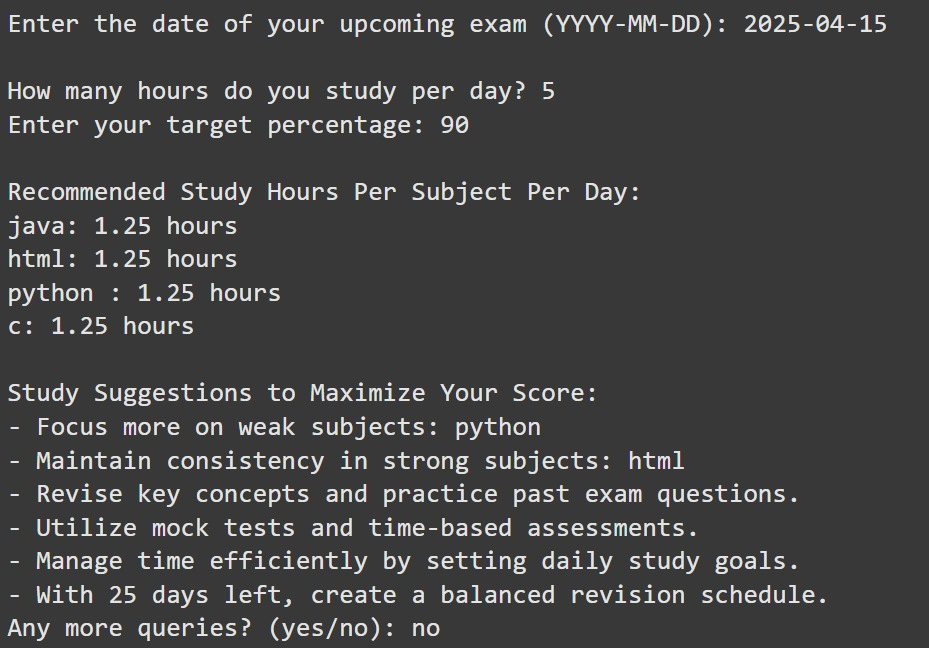 Enter the date of your upcoming exam (YYYY-MM-DD): 2025-04-15
How many hours do you study per day? 5
Enter your target percentage: 90
Recommended Study Hours Per Subject Per Day:
java: 1.25 hours
html: 1.25 hours
python : 1.25 hours
c: 1.25 hours
Study Suggestions to Maximize Your Score:
- Focus more on weak subjects: python
- Maintain consistency in strong subjects: html
- Revise key concepts and practice past exam questions.
- Utilize mock tests and time-based assessments.
- Manage time efficiently by setting daily study goals.
- With 25 days left, create a balanced revision schedule.
Any more queries? (yes/no): no